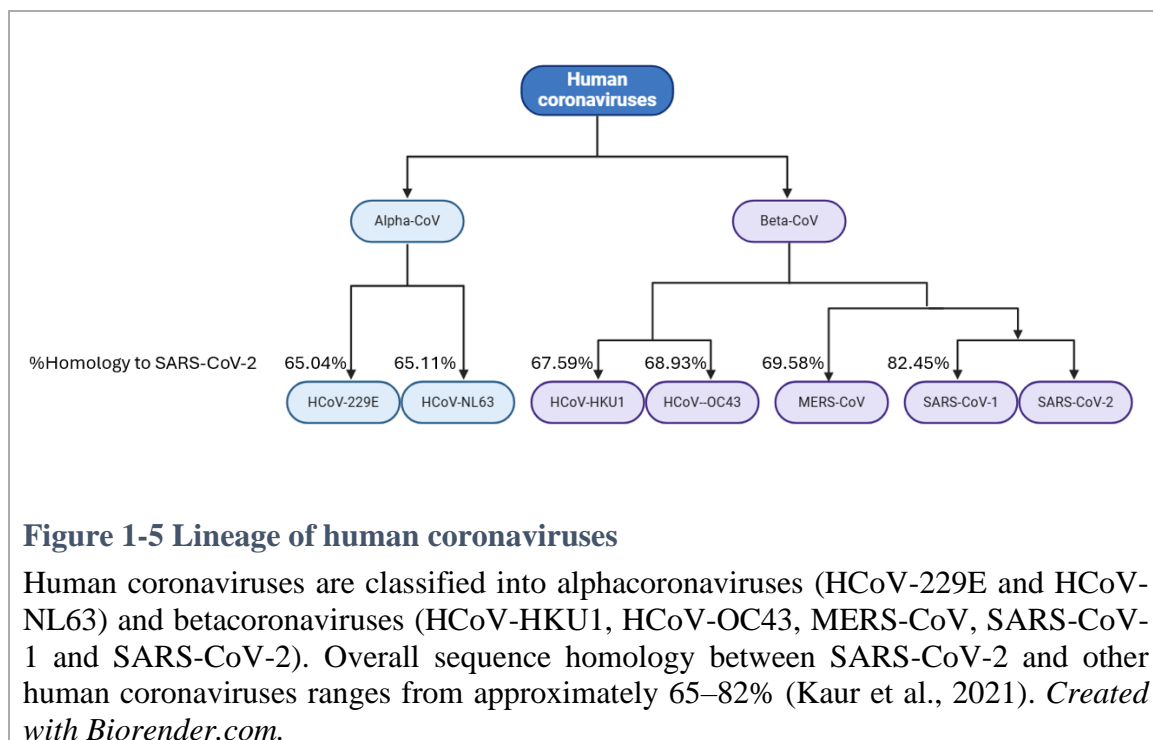 Human
coronaviruses
Alpha-CoV
Beta-CoV
%Homology to SARS-CoV-2 65.04% 65.11% 67.59% 68.93% 69.58% 82.45%
HCoV-229E HCoV-NL63 HCoV-HKU1 HCoV--OC43 MERS-CoV SARS-CoV-1 SARS-CoV-2
Figure 1-5 Lineage of human coronaviruses
Human coronaviruses are classified into alphacoronaviruses (HCoV-229E and HCoV-
NL63) and betacoronaviruses (HCoV-HKU1, HCoV-OC43, MERS-CoV, SARS-CoV-
1 and SARS-CoV-2). Overall sequence homology between SARS-CoV-2 and other
human coronaviruses ranges from approximately 65–82% (Kaur et al., 2021). Created
with Biorender.com.